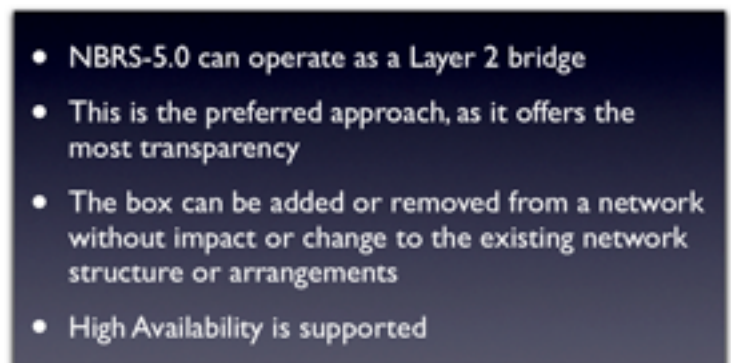 • NBRS-5.0 can operate as a Layer 2 bridge
• This is the preferred approach, as it offers the
most transparency
• The box can be added or removed from a network
without impact or change to the existing network
structure or arrangements
• High Availability is supported